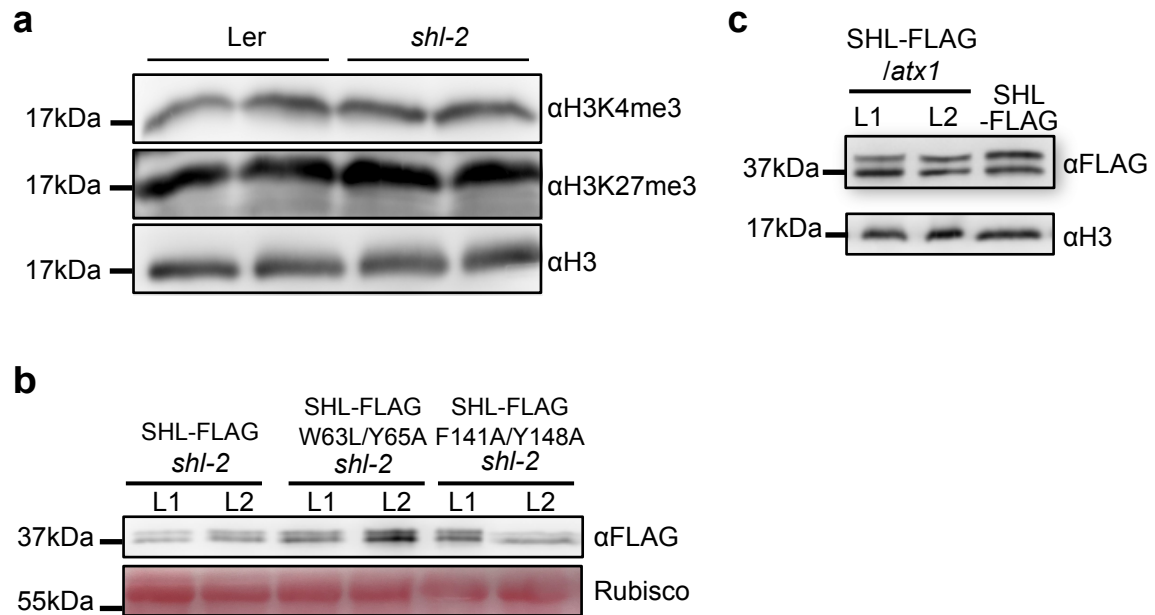 a
Ler shl-2
17kDa αH3K4me3
17kDa αH3K27me3
17kDa αH3
c
SHL-FLAG
/atx1
SHL
-FLAG
L1 L2
37kDa αFLAG
17kDa αH3
b
SHL-FLAG
shl-2
SHL-FLAG
W63L/Y65A
shl-2
SHL-FLAG
F141A/Y148A
shl-2
L1 L2 L1 L2 L1 L2
37kDa αFLAG
55kDa Rubisco